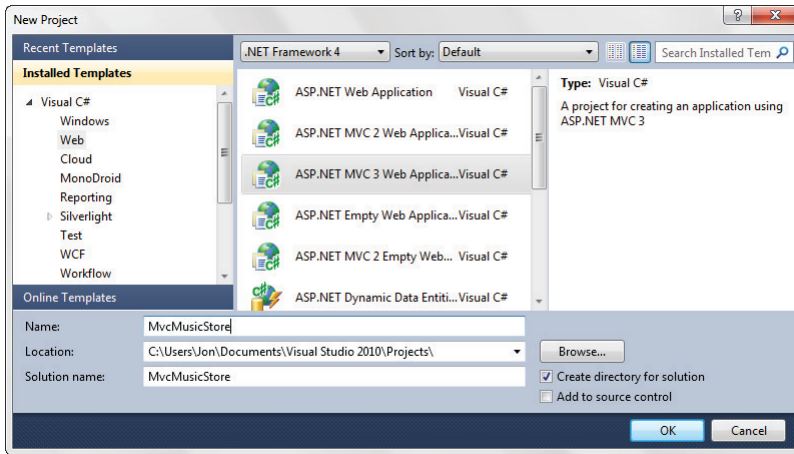 New Project
Recent Templates
Installed Templates
Visual C#
Windows
Web
Cloud
MonoDroid
Reporting
Silverlight
Test
WCF
Workflow
Online Templates
.NET Framework 4
Sort by: Default
Search Installed Tem
ASP.NET Web Application Visual C#
ASP.NET MVC 2 Web Applica... Visual C#
ASP.NET MVC 3 Web Applica... Visual C#
ASP.NET Empty Web Applica... Visual C#
ASP.NET MVC 2 Empty Web... Visual C#
ASP.NET Dynamic Data Entiti... Visual C#
Type: Visual C#
A project for creating an application using
ASP.NET MVC 3
Name: MvcMusicStore
Location: C:\Users\Jon\Documents\Visual Studio 2010\Projects\
Browse...
Solution name: MvcMusicStore
Create directory for solution
Add to source control
OK
Cancel